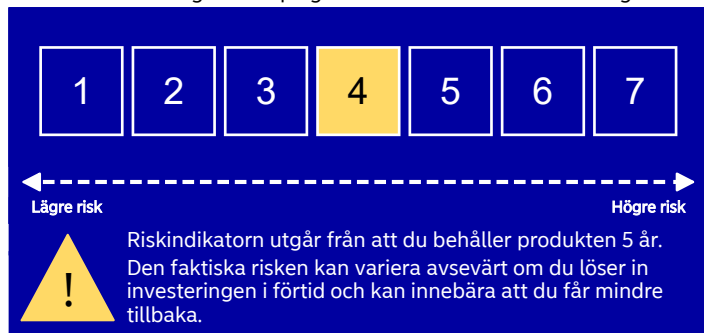 1 2 3 4 5 6 7
Lägre risk Högre risk
Riskindikatorn utgår från att du behåller produkten 5 år.
Den faktiska risken kan variera avsevärt om du löser in
investeringen i förtid och kan innebära att du får mindre
tillbaka.
!